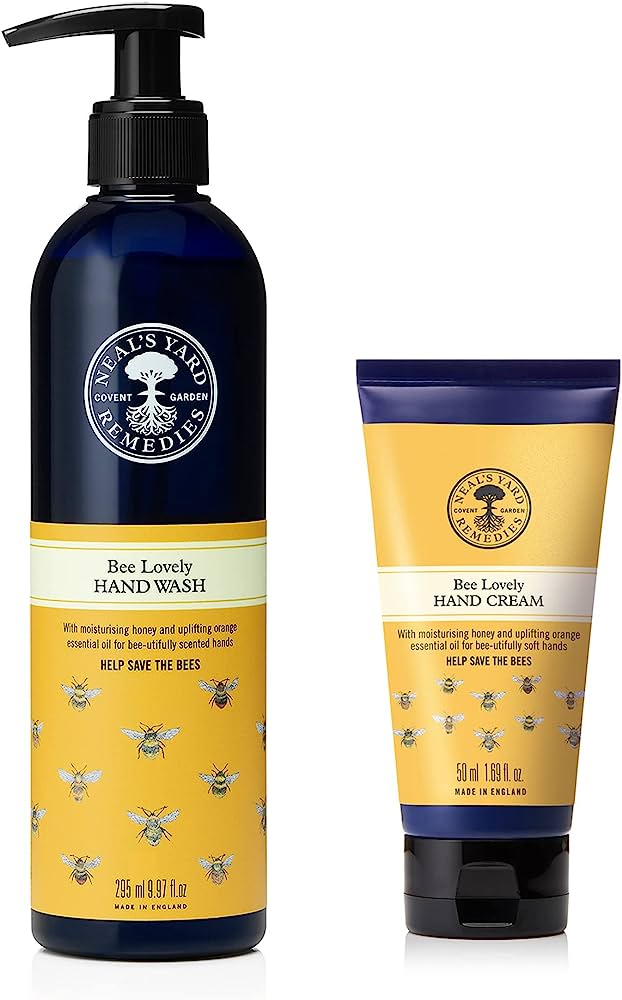 NEAL'S YARD
COVENT GARDEN
REMEDIES
Bee Lovely
HAND WASH
With moisturising honey and uplifting orange
essential oil for bee-utifully scented hands
HELP SAVE THE BEES
295 ml 9.97 fl.oz
MADE IN ENGLAND
NEAL'S YARD
COVENT GARDEN
REMEDIES
Bee Lovely
HAND CREAM
With moisturising honey and uplifting orange
essential oil for bee-utifully soft hands
HELP SAVE THE BEES
50 ml 1.69 fl. oz.
MADE IN ENGLAND